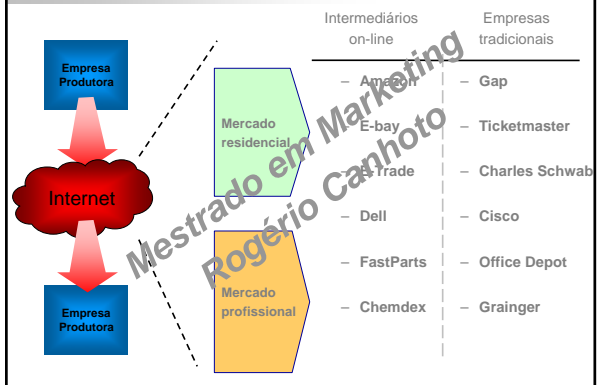 Intermediários
on-line
Empresas
tradicionais
Empresa
Produtora
Internet
Empresa
Produtora
Mercado
residencial
Mercado
profissional
– Amazon
– E-bay
– E-Trade
– Dell
– FastParts
– Chemdex
– Gap
– Ticketmaster
– Charles Schwab
– Cisco
– Office Depot
– Grainger
Mestrado em Marketing
Rogério Canhoto